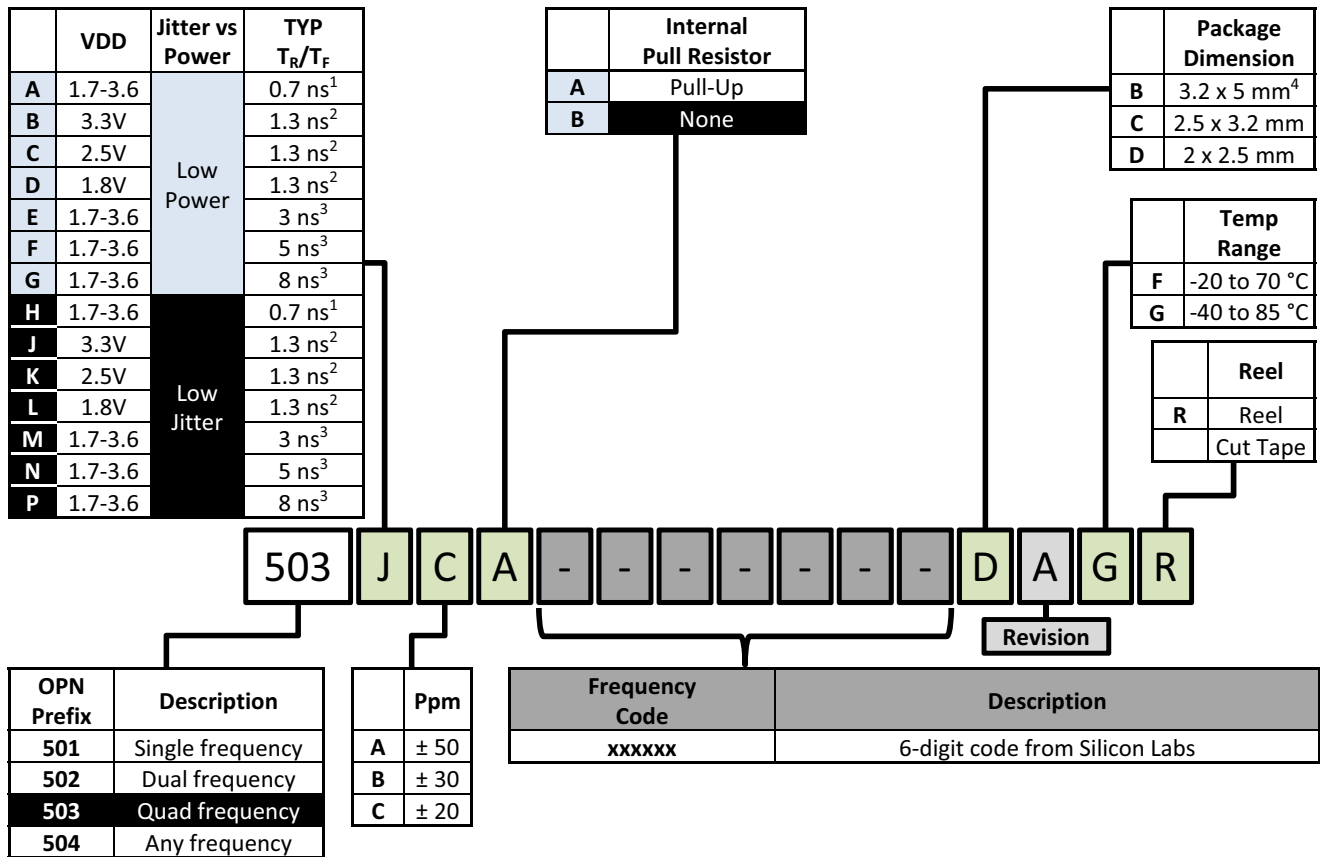 VDD Jitter vs Power TYP TR/TF
A 1.7-3.6 0.7 ns1
B 3.3V 1.3 ns2
C 2.5V 1.3 ns2
D 1.8V 1.3 ns2
E 1.7-3.6 3 ns3
F 1.7-3.6 5 ns3
G 1.7-3.6 8 ns3
Low
Power
H 1.7-3.6 0.7 ns1
J 3.3V 1.3 ns2
K 2.5V 1.3 ns2
L 1.8V 1.3 ns2
M 1.7-3.6 3 ns3
N 1.7-3.6 5 ns3
P 1.7-3.6 8 ns3
Low
Jitter
Internal
Pull Resistor
A Pull-Up
B None
Package
Dimension
B 3.2 x 5 mm4
C 2.5 x 3.2 mm
D 2 x 2.5 mm
Temp
Range
F -20 to 70 °C
G -40 to 85 °C
Reel
R Reel
Cut Tape
503 J C A - - - - - - - D A G R
Revision
OPN
Prefix
Description
501 Single frequency
502 Dual frequency
503 Quad frequency
504 Any frequency
Ppm
A ± 50
B ± 30
C ± 20
Frequency
Code
Description
xxxxxx 6-digit code from Silicon Labs